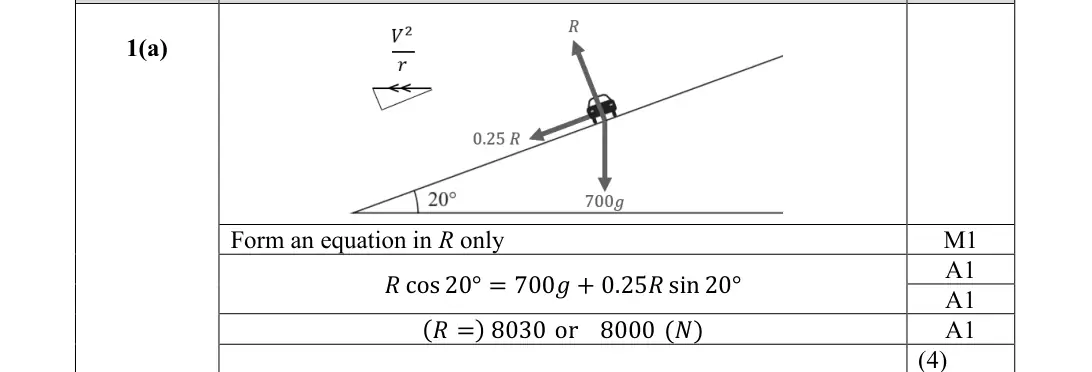 1(a)
V²
r
R
0.25 R
20°
700g
Form an equation in R only
M1
R cos 20° = 700g + 0.25R sin 20°
A1
A1
(R =) 8030 or 8000 (N)
A1
(4)